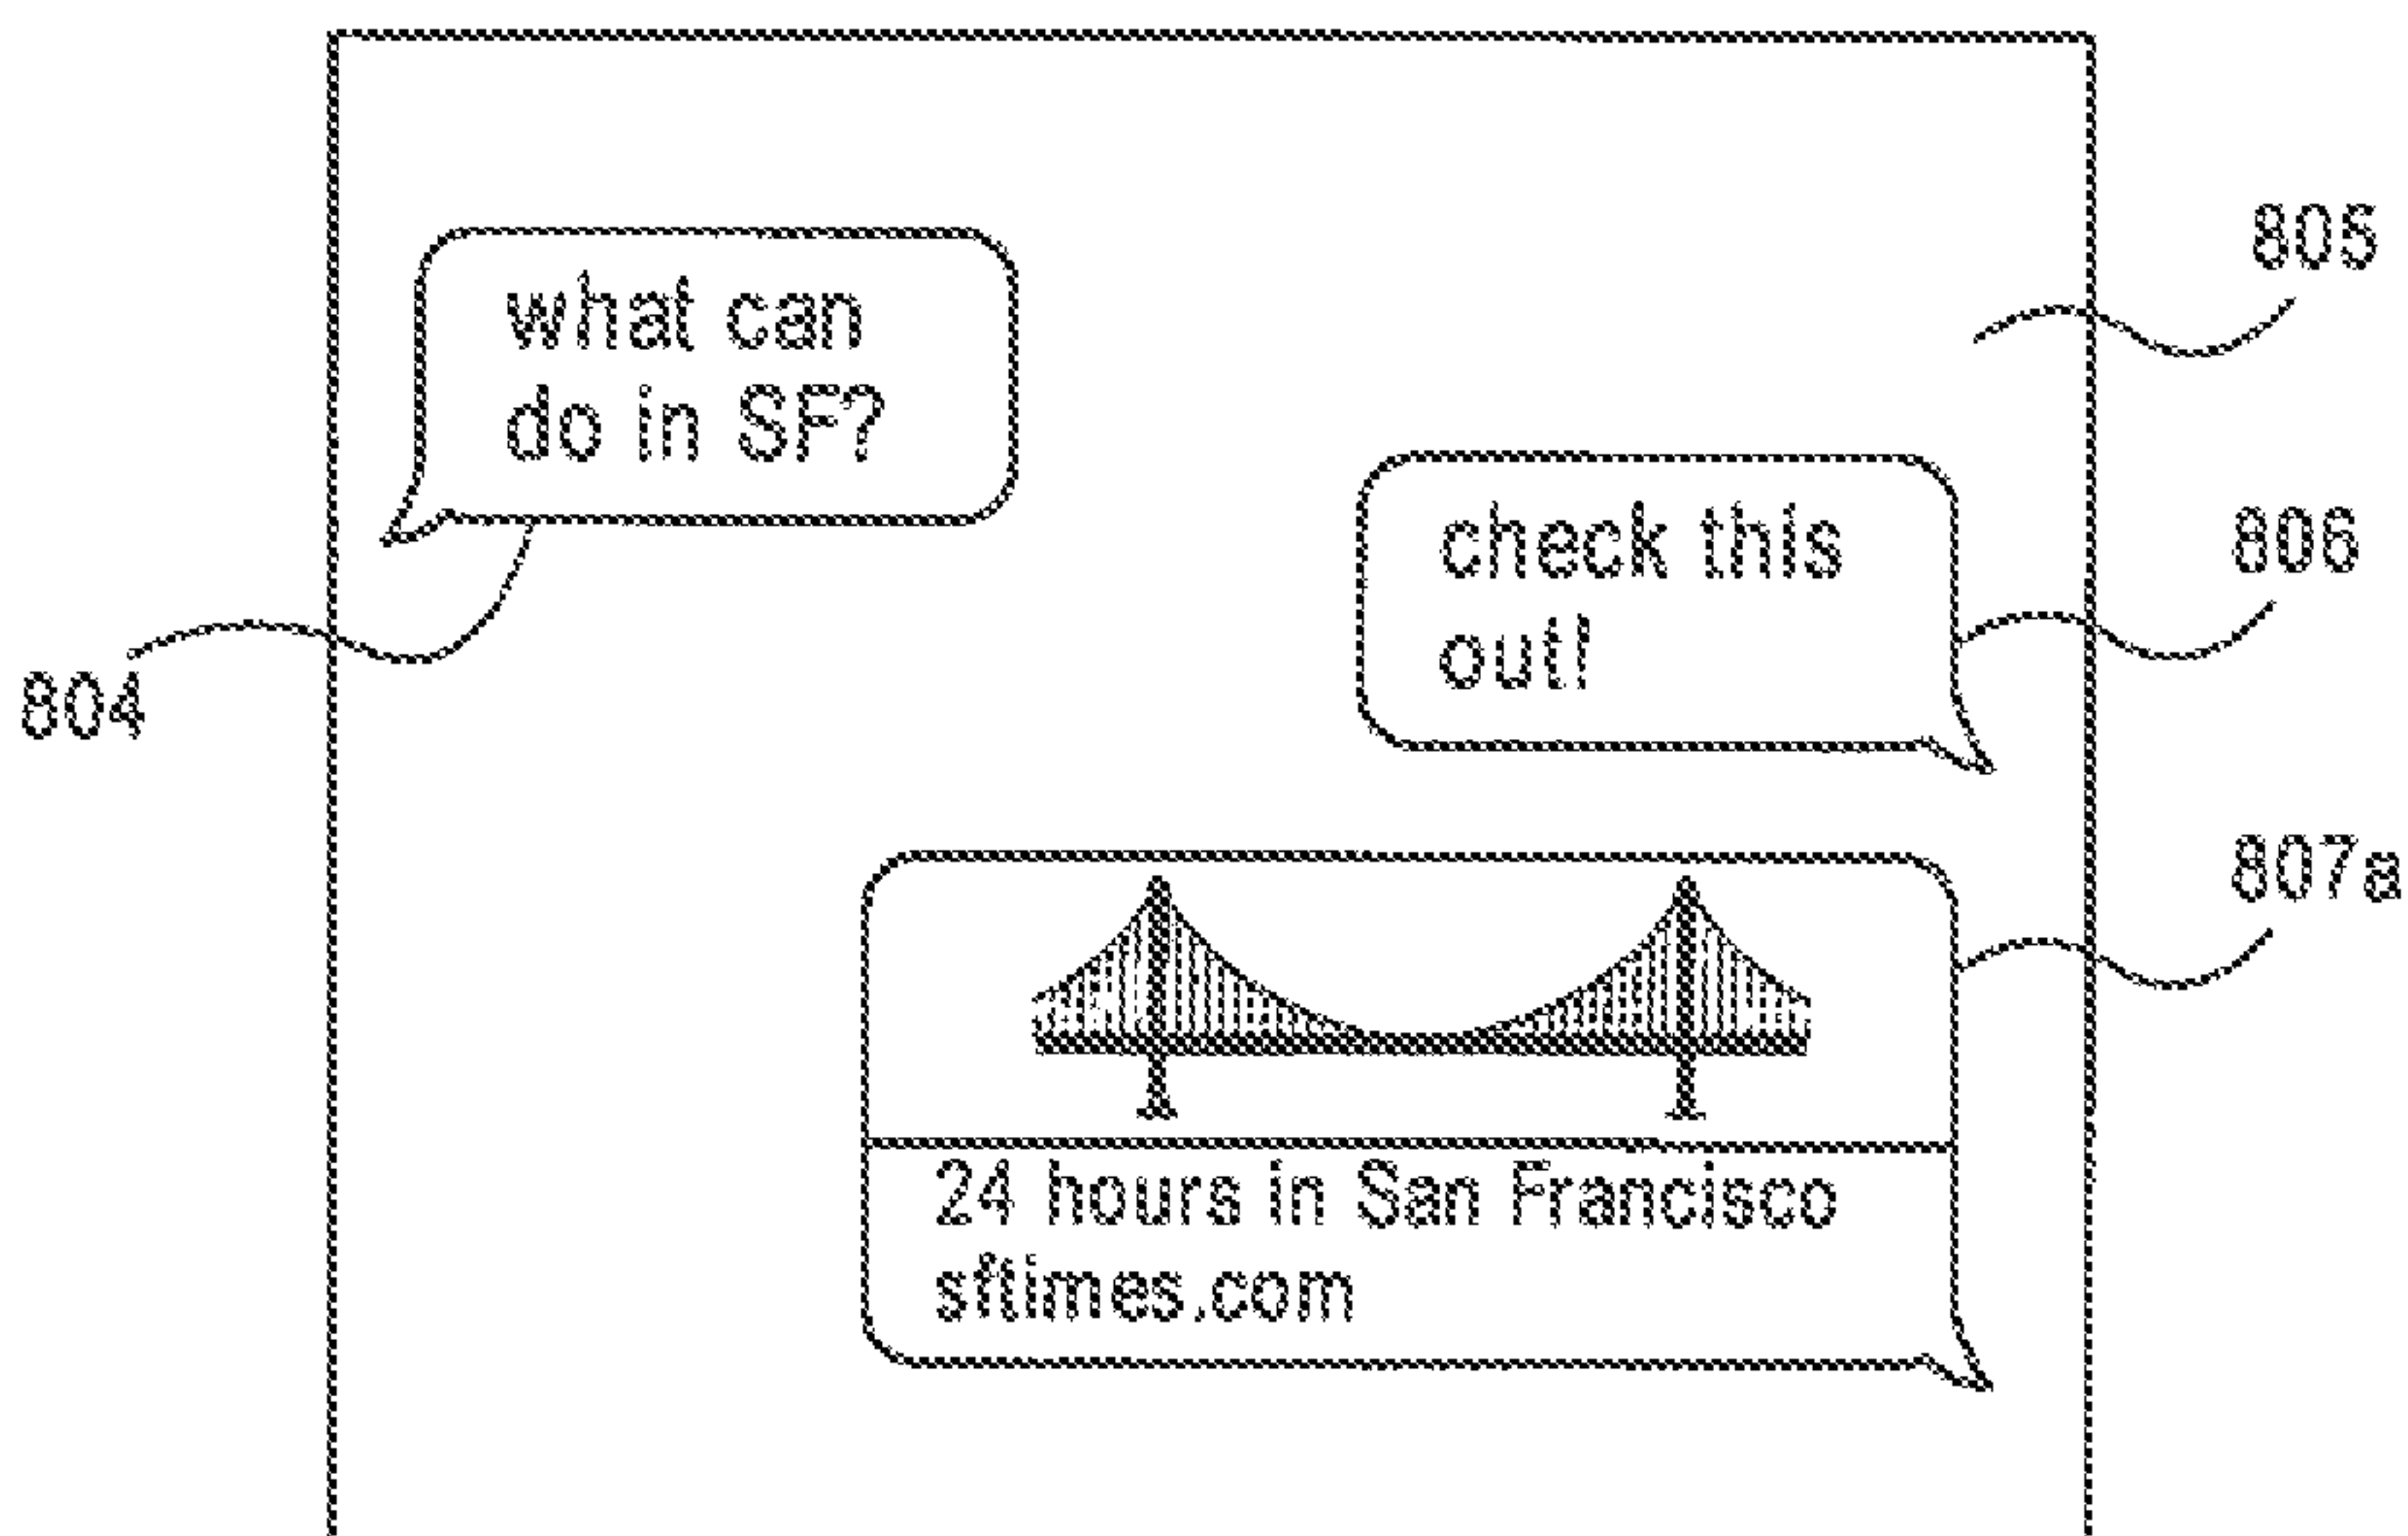 what can
do in SF?
805
check this
out!
806
804
807a
24 hours in San Francisco
sftimes.com